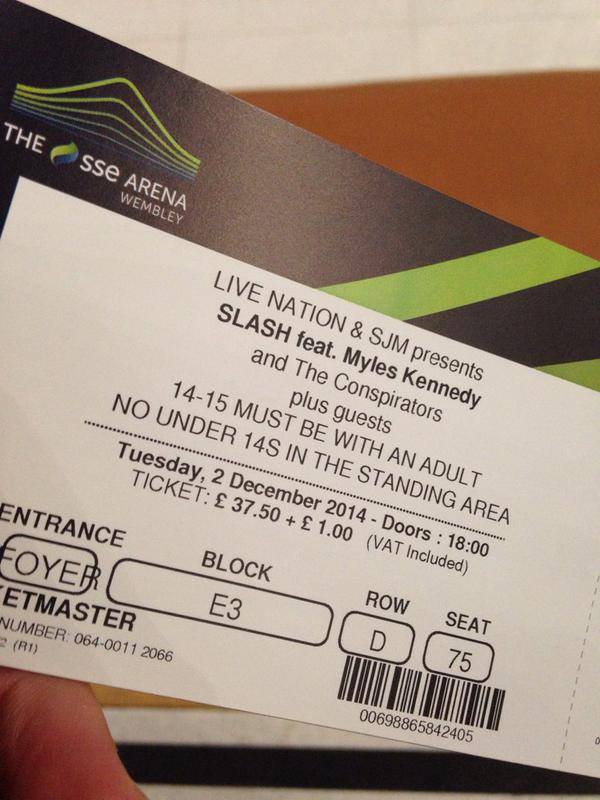 THE sse ARENA
WEMBLEY
LIVE NATION & SJM presents
SLASH feat. Myles Kennedy
and The Conspirators
plus guests
14-15 MUST BE WITH AN ADULT
NO UNDER 14S IN THE STANDING AREA
Tuesday, 2 December 2014 - Doors : 18:00
TICKET: £ 37.50 + £ 1.00 (VAT Included)
ENTRANCE BLOCK ROW SEAT
FOYER E3 D 75
ETMASTER
NUMBER: 064-0011 2066
2 (R1)
00698865842405